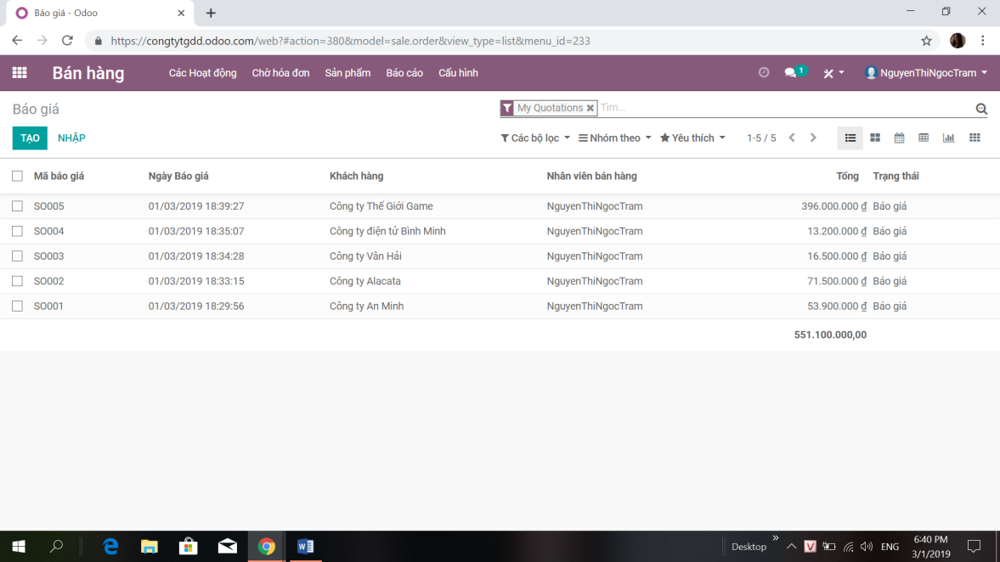 Báo giá - Odoo
https://congtytgdd.odoo.com/web?#action=380&model=sale.order&view_type=list&menu_id=233
Bán hàng Các Hoạt động Chờ hóa đơn Sản phẩm Báo cáo Cấu hình 1 NguyenThiNgocTram
Báo giá My Quotations Tìm...
TẠO NHẬP Các bộ lọc Nhóm theo Yêu thích 1-5 / 5
Mã báo giá Ngày Báo giá Khách hàng Nhân viên bán hàng Tổng Trạng thái
SO005 01/03/2019 18:39:27 Công ty Thế Giới Game NguyenThiNgocTram 396.000.000 ₫ Báo giá
SO004 01/03/2019 18:35:07 Công ty điện tử Bình Minh NguyenThiNgocTram 13.200.000 ₫ Báo giá
SO003 01/03/2019 18:34:28 Công ty Vân Hải NguyenThiNgocTram 16.500.000 ₫ Báo giá
SO002 01/03/2019 18:33:15 Công ty Alacata NguyenThiNgocTram 71.500.000 ₫ Báo giá
SO001 01/03/2019 18:29:56 Công ty An Minh NguyenThiNgocTram 53.900.000 ₫ Báo giá
551.100.000,00
Desktop ENG 6:40 PM
3/1/2019